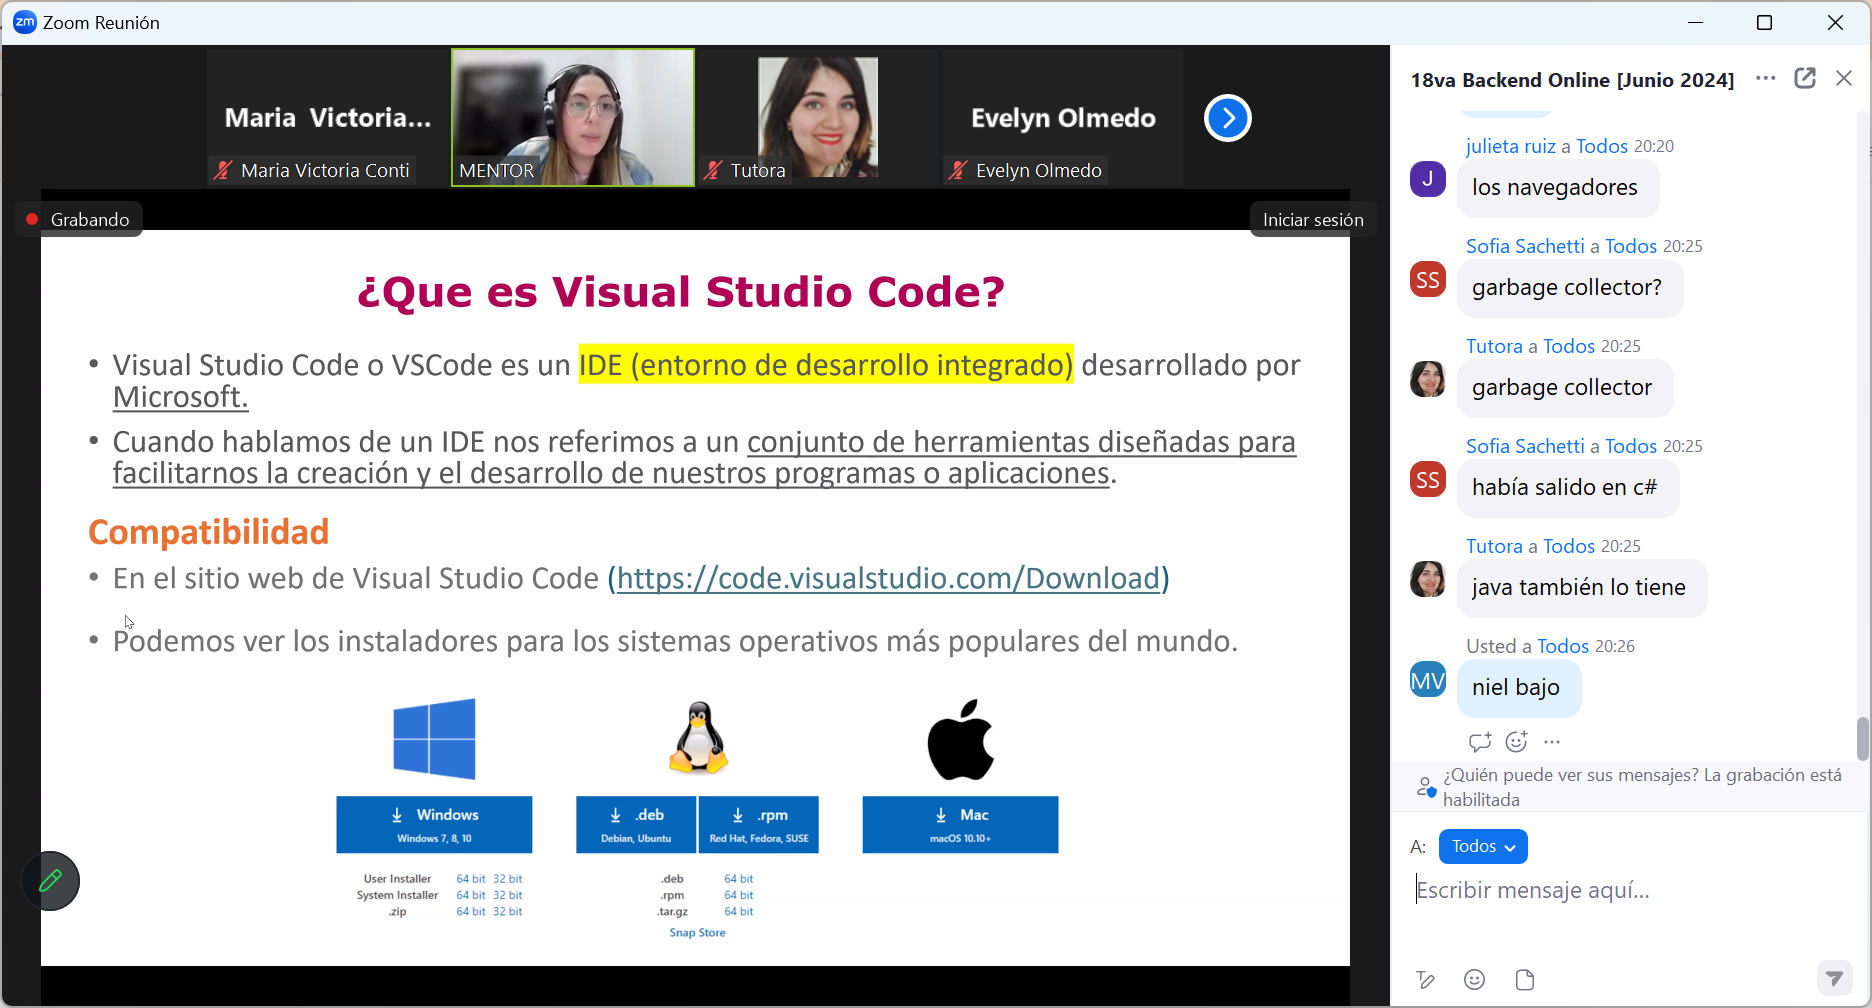 zm Zoom Reunión
Maria Victoria...
Maria Victoria Conti
MENTOR
Tutora
Evelyn Olmedo
Evelyn Olmedo
Grabando
Iniciar sesión
¿Que es Visual Studio Code?
• Visual Studio Code o VSCode es un IDE (entorno de desarrollo integrado) desarrollado por
Microsoft.
• Cuando hablamos de un IDE nos referimos a un conjunto de herramientas diseñadas para
facilitarnos la creación y el desarrollo de nuestros programas o aplicaciones.
Compatibilidad
• En el sitio web de Visual Studio Code (https://code.visualstudio.com/Download)
• Podemos ver los instaladores para los sistemas operativos más populares del mundo.
Windows
Windows 7, 8, 10
User Installer 64 bit 32 bit
System Installer 64 bit 32 bit
.zip 64 bit 32 bit
.deb
Debian, Ubuntu
.rpm
Red Hat, Fedora, SUSE
.deb 64 bit
.rpm 64 bit
.tar.gz 64 bit
Snap Store
Mac
macOS 10.10+
18va Backend Online [Junio 2024]
julieta ruiz a Todos 20:20
J
los navegadores
Sofia Sachetti a Todos 20:25
SS
garbage collector?
Tutora a Todos 20:25
garbage collector
Sofia Sachetti a Todos 20:25
SS
había salido en c#
Tutora a Todos 20:25
java también lo tiene
Usted a Todos 20:26
MV
niel bajo
¿Quién puede ver sus mensajes? La grabación está
habilitada
A: Todos
Escribir mensaje aquí...